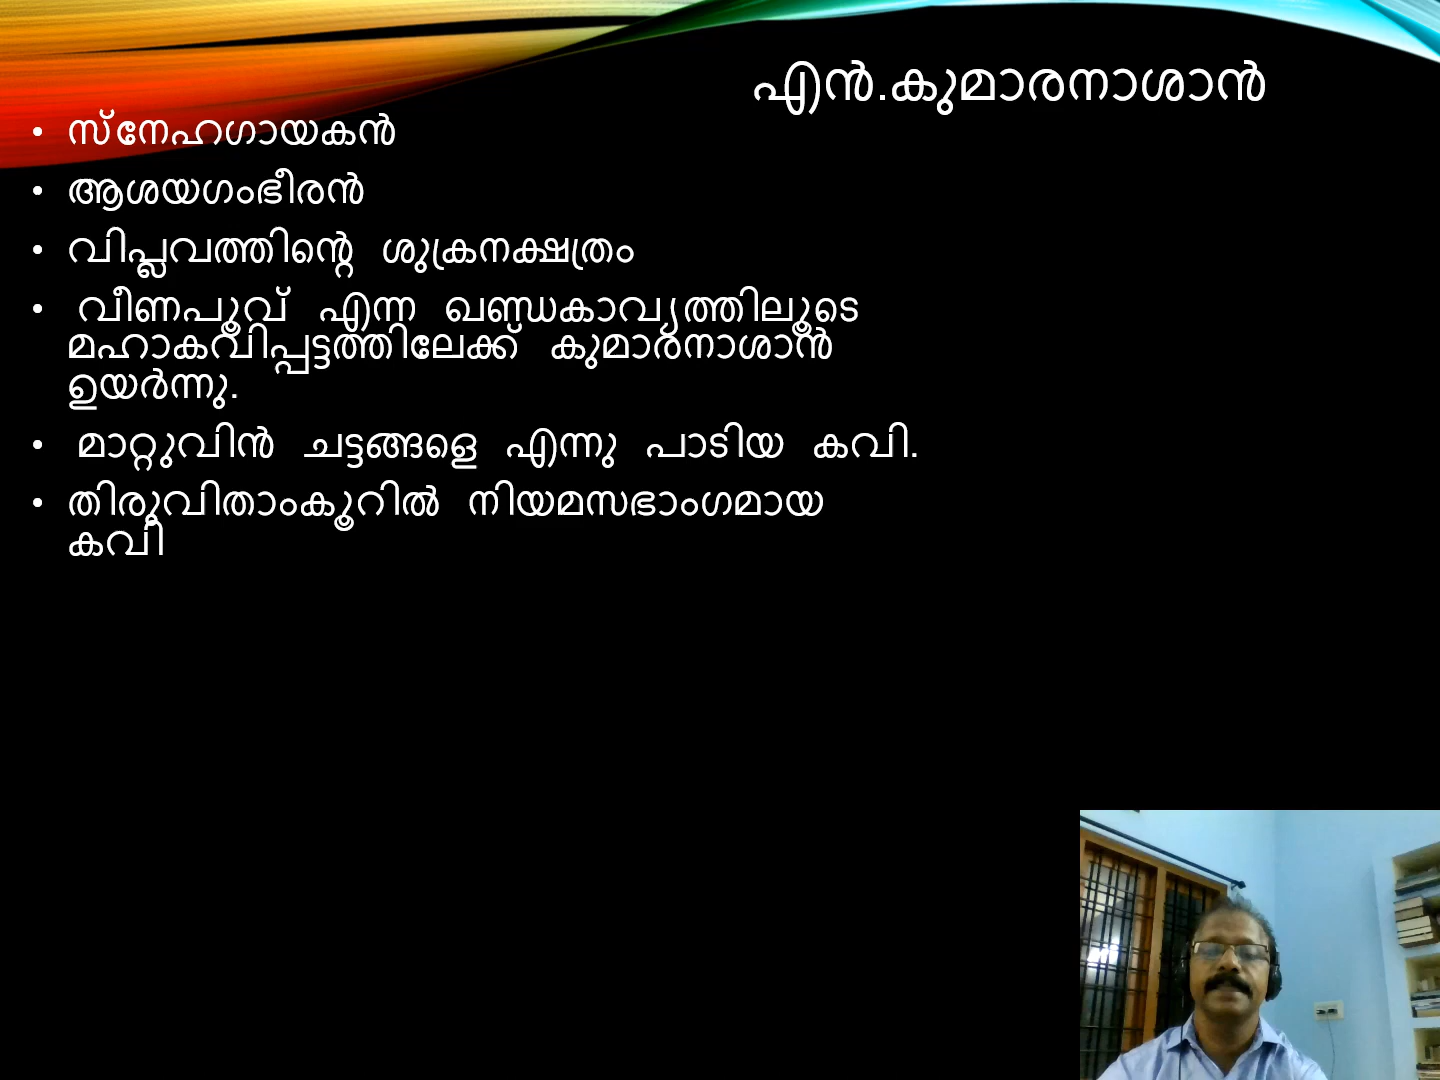 എൻ.കുമാരനാശാൻ
• സ്നേഹഗായകൻ
• ആശയഗംഭീരൻ
• വിപ്ലവത്തിന്റെ ശുക്രനക്ഷത്രം
• വീണപൂവ് എന്ന ഖണ്ഡകാവ്യത്തിലൂടെ
മഹാകവിപ്പട്ടത്തിലേക്ക് കുമാരനാശാൻ
ഉയർന്നു.
• മാറ്റുവിൻ ചട്ടങ്ങളെ എന്നു പാടിയ കവി.
• തിരുവിതാംകൂറിൽ നിയമസഭാംഗമായ
കവി